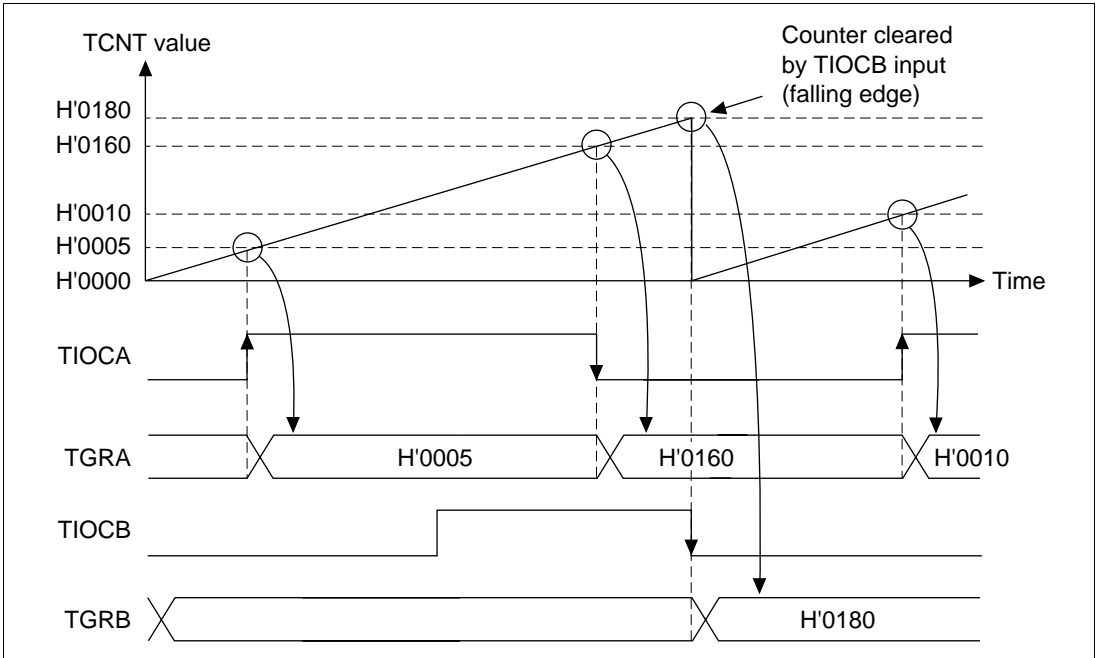 TCNT value
Counter cleared
by TIOCB input
(falling edge)
H'0180
H'0160
H'0010
H'0005
H'0000
Time
TIOCA
TGRA
H'0005
H'0160
H'0010
TIOCB
TGRB
H'0180